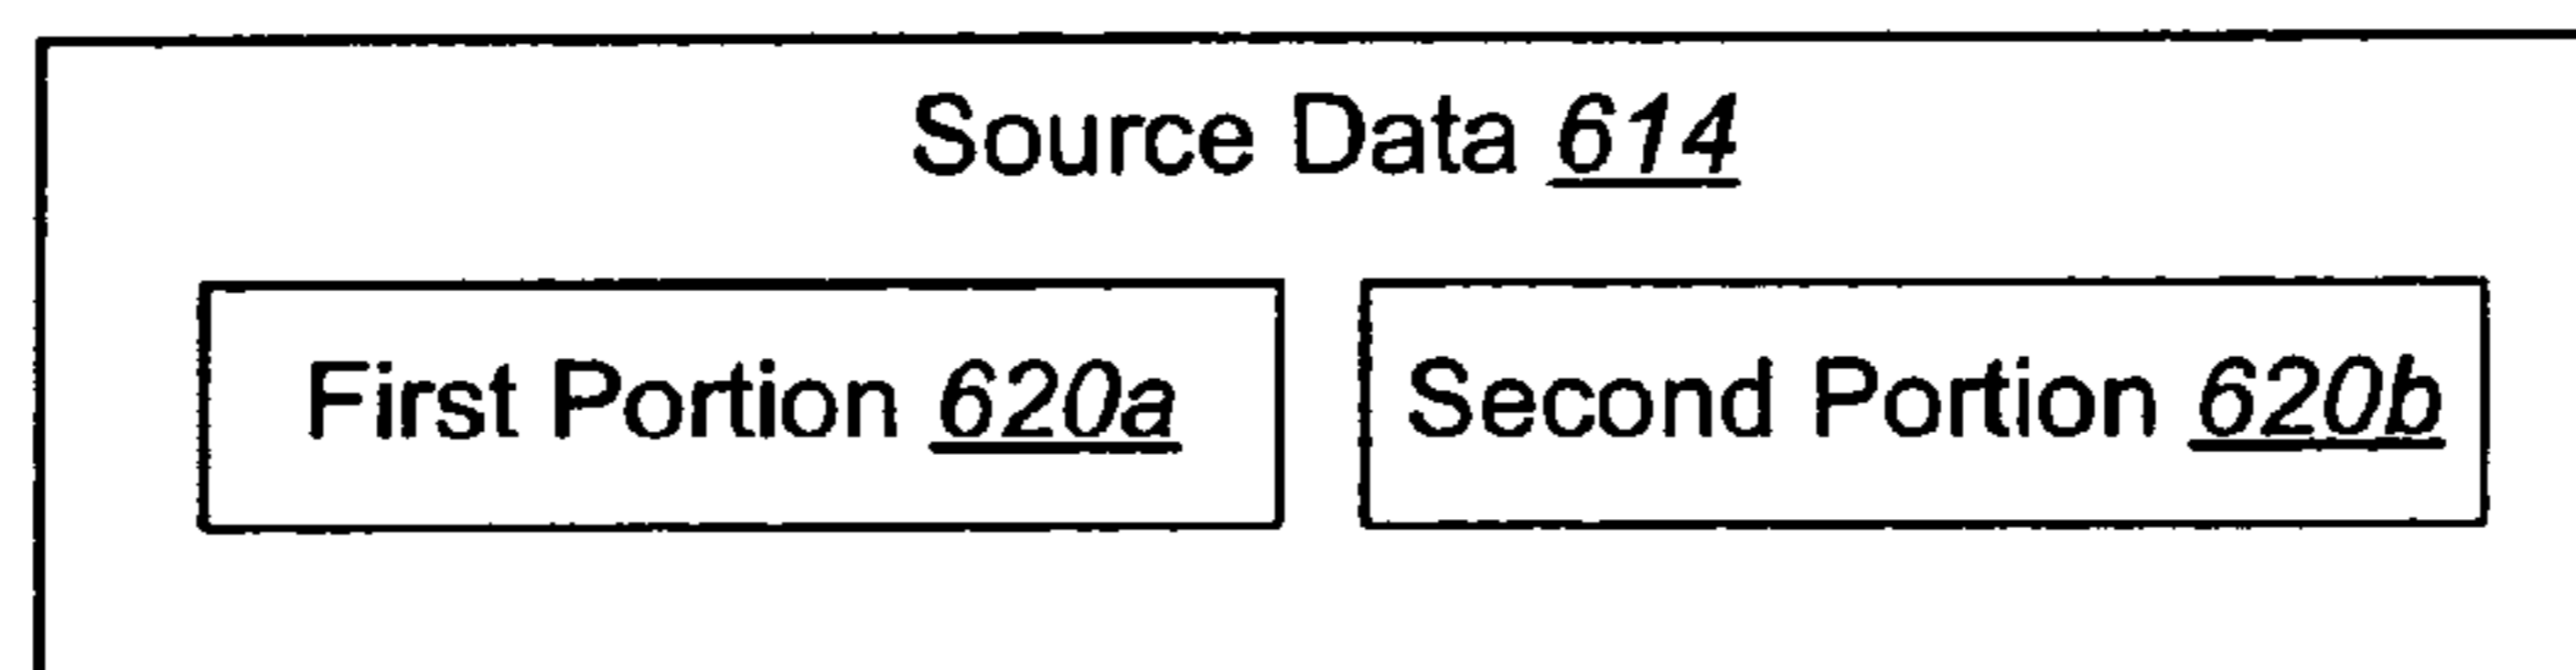 Source Data 614
First Portion 620a Second Portion 620b